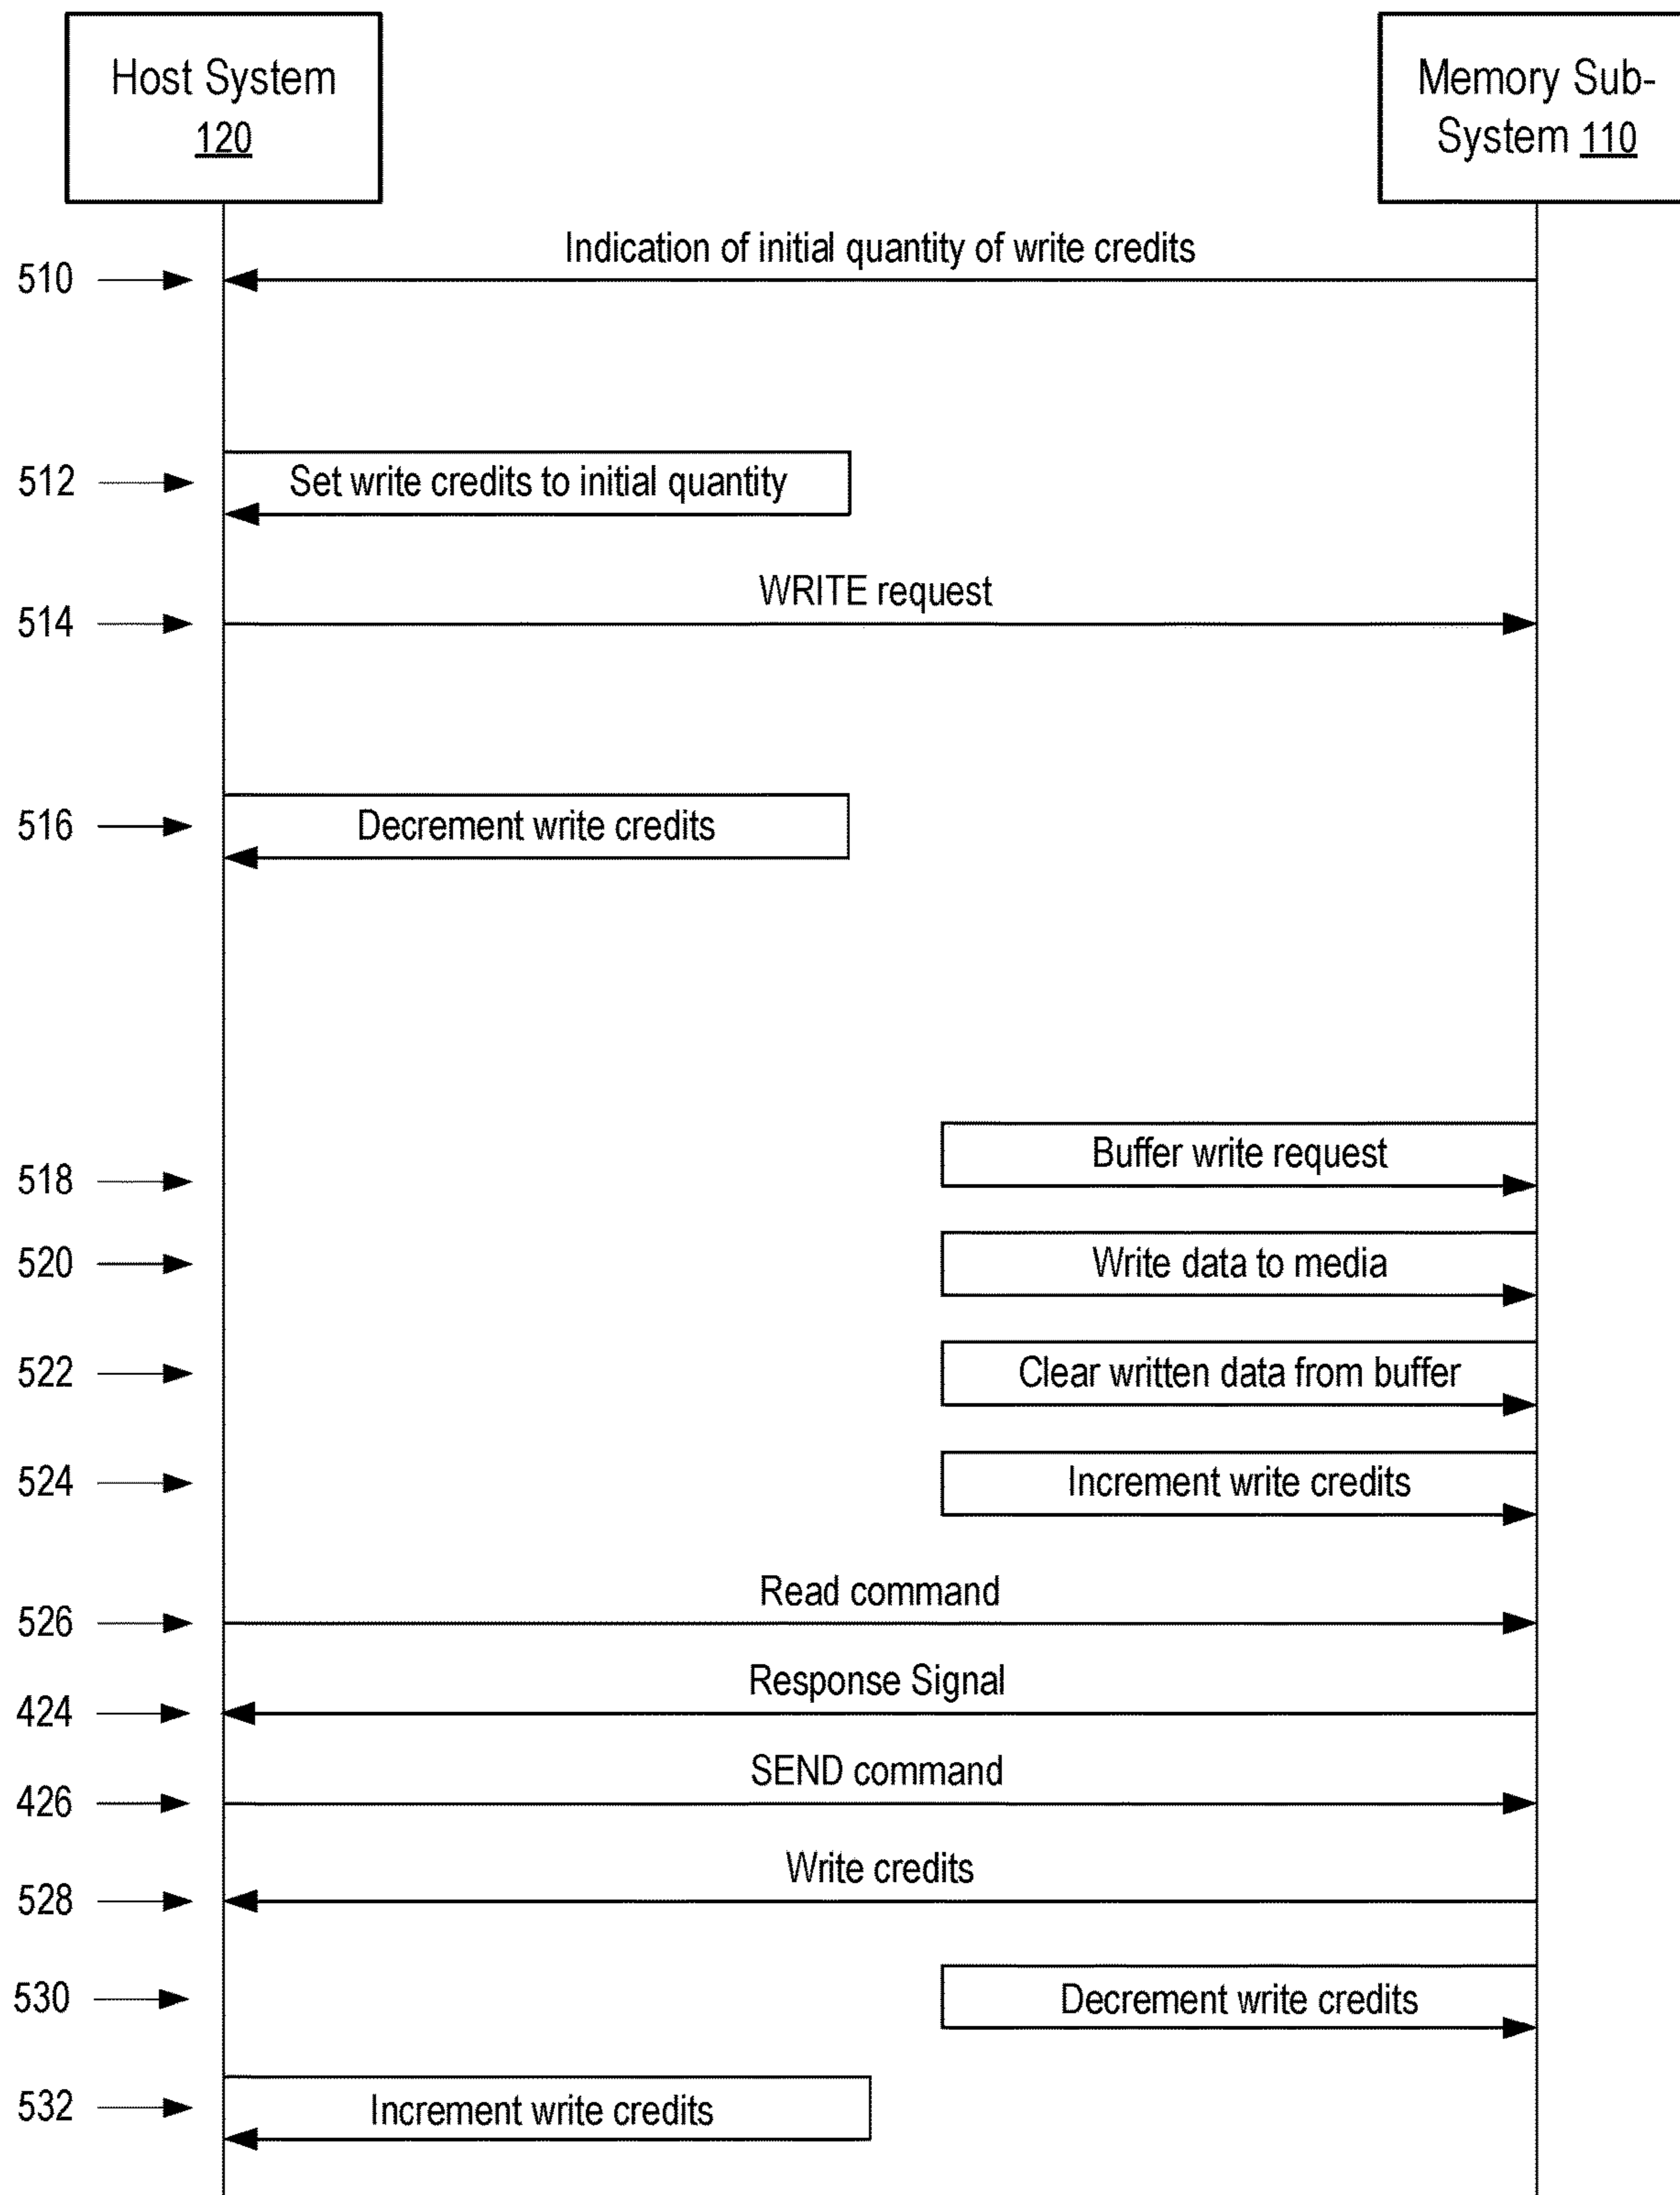 Host System
120
Memory Sub-
System 110
510 Indication of initial quantity of write credits
512 Set write credits to initial quantity
514 WRITE request
516 Decrement write credits
518 Buffer write request
520 Write data to media
522 Clear written data from buffer
524 Increment write credits
526 Read command
424 Response Signal
426 SEND command
528 Write credits
530 Decrement write credits
532 Increment write credits